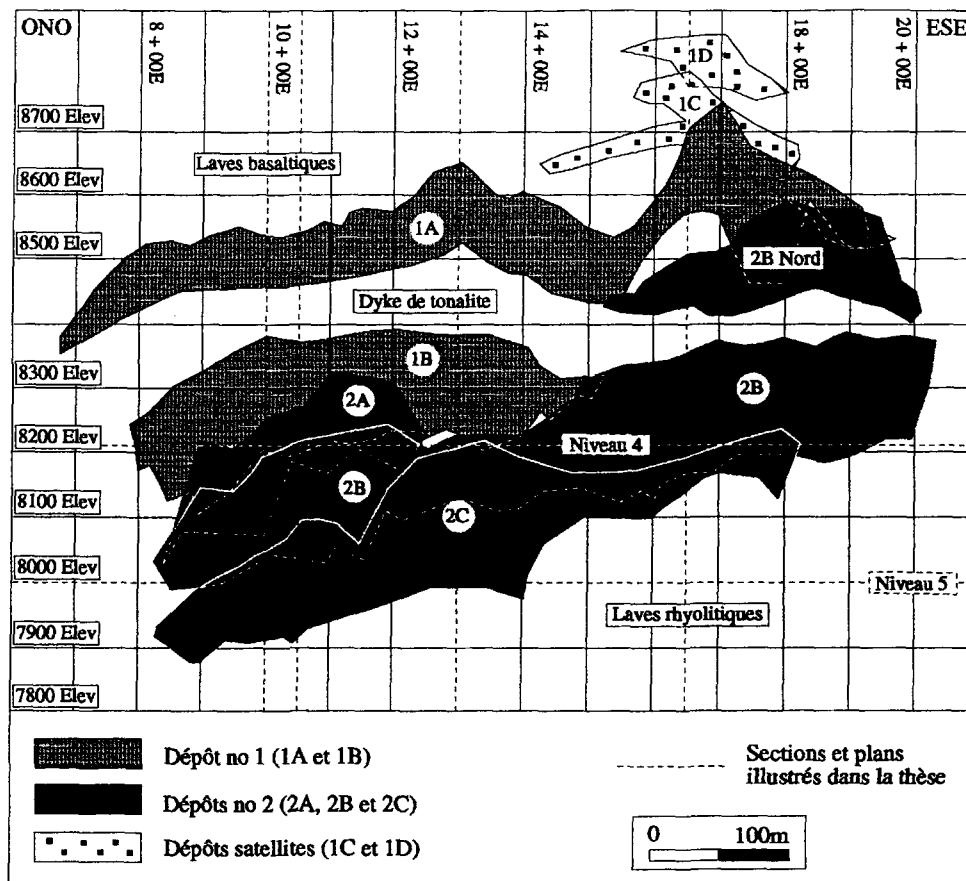 ONO
8 + 00E
10 + 00E
12 + 00E
14 + 00E
18 + 00E
20 + 00E
ESE
1D
1C
8700 Elev
Laves basaltiques
8600 Elev
1A
8500 Elev
2B Nord
Dyke de tonalite
1B
8300 Elev
2A
2B
8200 Elev
Niveau 4
2B
8100 Elev
2C
8000 Elev
Niveau 5
Laves rhyolitiques
7900 Elev
7800 Elev
Dépôt no 1 (1A et 1B)
Dépôts no 2 (2A, 2B et 2C)
Dépôts satellites (1C et 1D)
Sections et plans
illustrés dans la thèse
0 100m